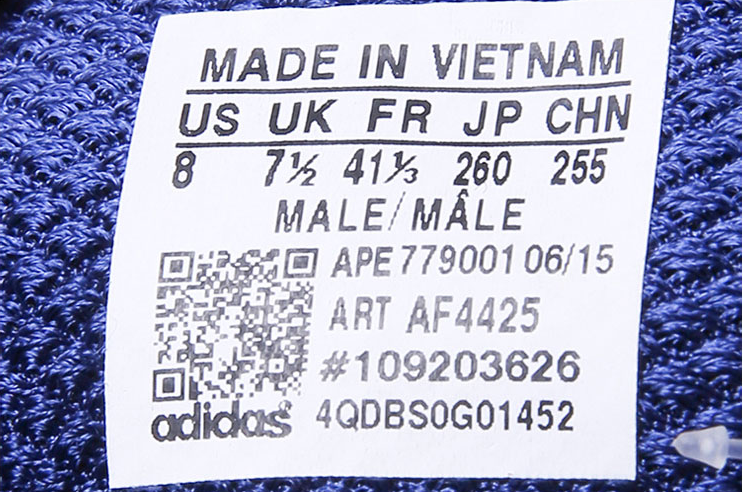 MADE IN VIETNAM
US UK FR JP CHN
8 7½ 41⅓ 260 255
MALE/MÂLE
APE 779001 06/15
ART AF4425
#109203626
adidas 4QDBS0G01452